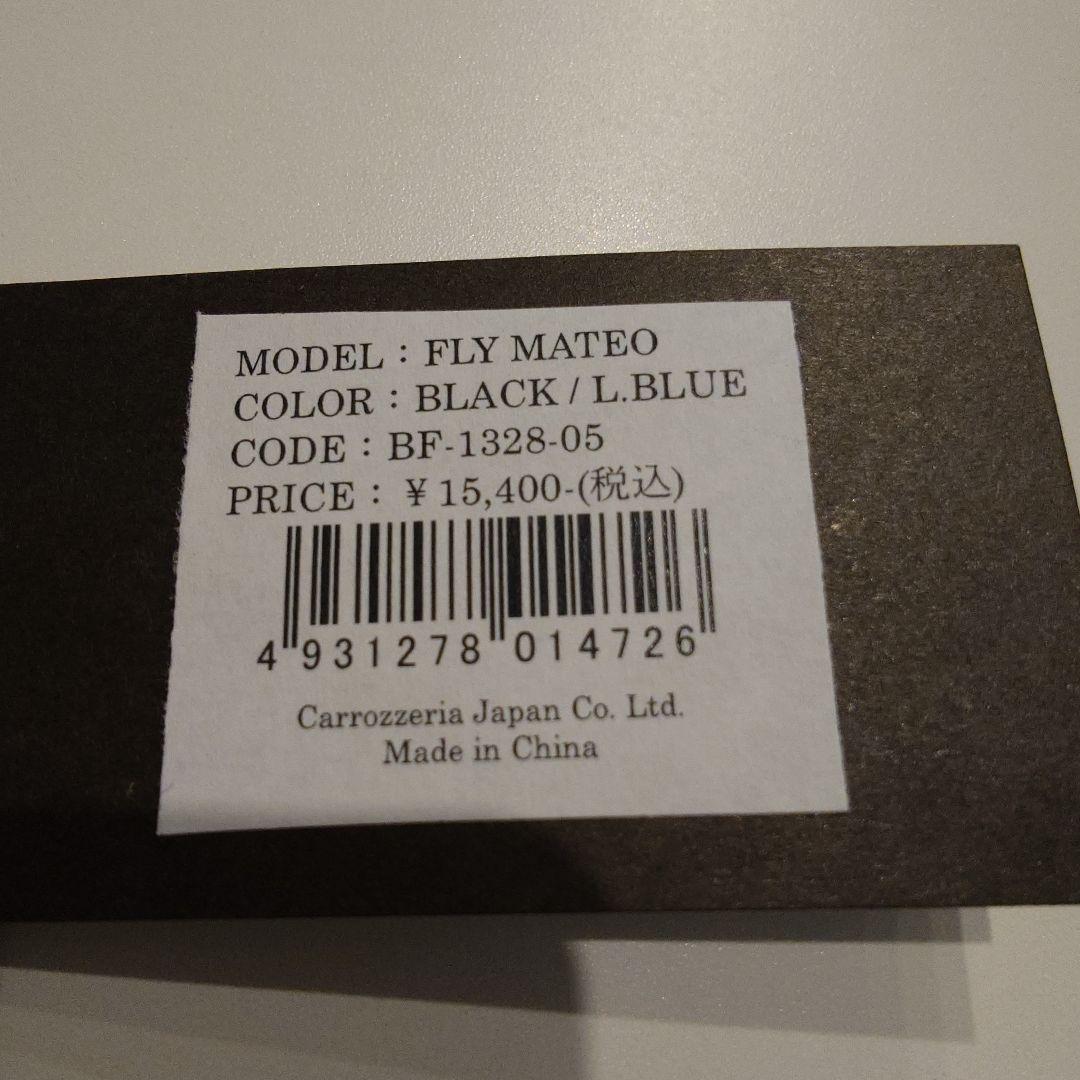 MODEL：FLY MATEO
COLOR：BLACK / L.BLUE
CODE：BF-1328-05
PRICE：￥15,400-(税込)
4 931278 014726
Carrozzeria Japan Co. Ltd.
Made in China